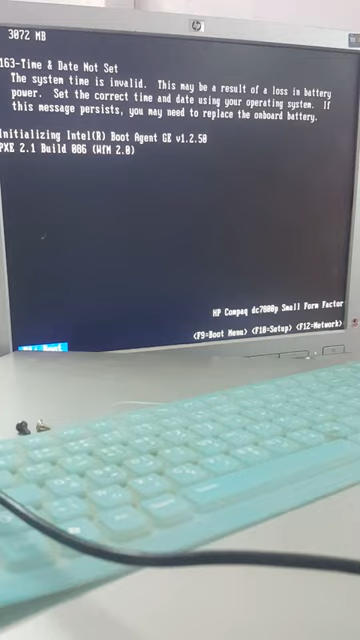 hp
3072 MB
163-Time & Date Not Set
The system time is invalid. This may be a result of a loss in battery
power. Set the correct time and date using your operating system. If
this message persists, you may need to replace the onboard battery.
Initializing Intel(R) Boot Agent GE v1.2.50
PXE 2.1 Build 086 (WfM 2.0)
HP Compaq dc7800p Small Form Factor
<F9=Boot Menu> <F10=Setup> <F12=Network>